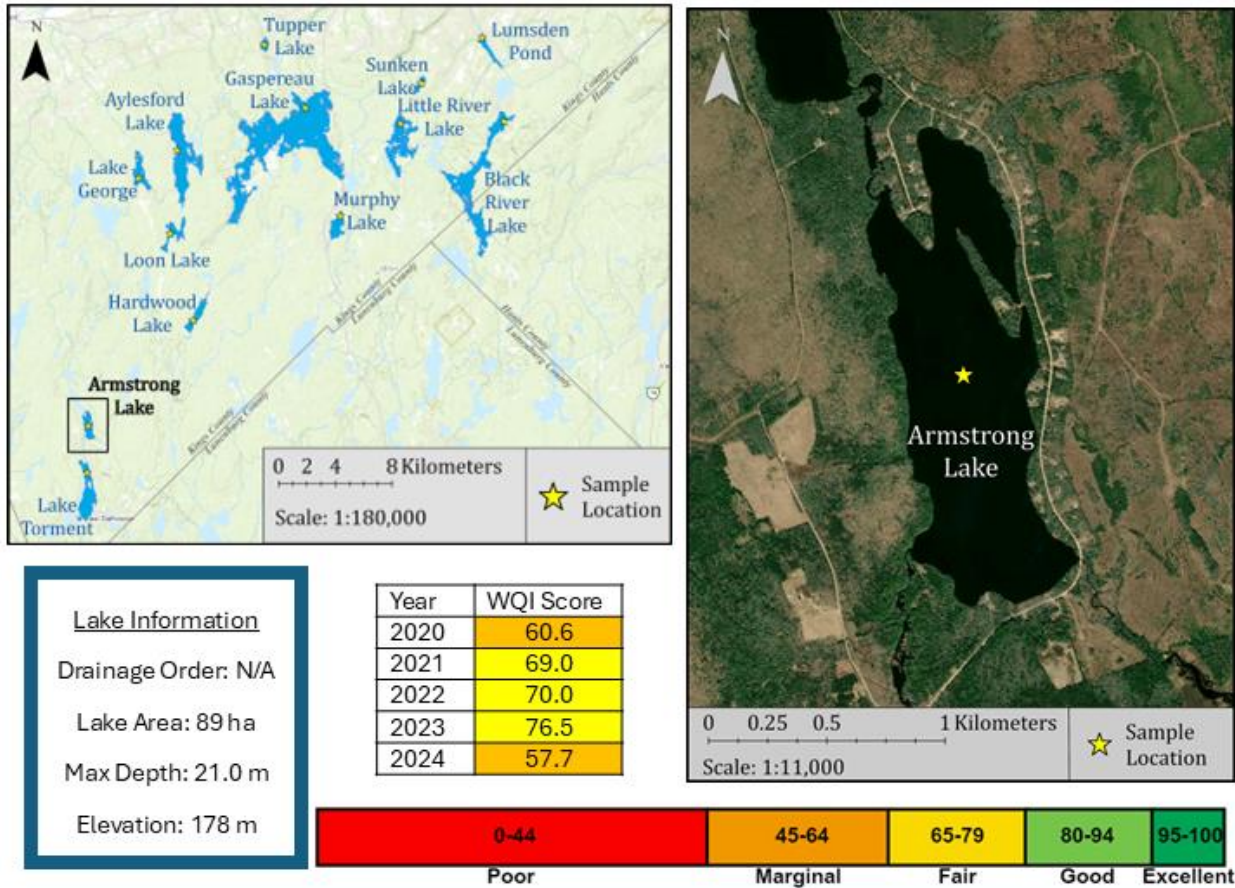 N
Tupper
Lake
Lumsden
Pond
Sunken
Lake
Gaspereau
Lake
Little River
Lake
Aylesford
Lake
Lake
George
Murphy
Lake
Black
River
Lake
Loon Lake
Hardwood
Lake
Armstrong
Lake
Lake
Torment
Kings County
Hants County
Kings County
Lunenburg County
Hants County
Lunenburg County
Kings County
Lunenburg County
0 2 4 8 Kilometers
Scale: 1:180,000
Sample
Location
N
Armstrong
Lake
0 0.25 0.5 1 Kilometers
Scale: 1:11,000
Sample
Location
Lake Information
Drainage Order: N/A
Lake Area: 89 ha
Max Depth: 21.0 m
Elevation: 178 m
Year WQI Score
2020 60.6
2021 69.0
2022 70.0
2023 76.5
2024 57.7
0-44 45-64 65-79 80-94 95-100
Poor Marginal Fair Good Excellent